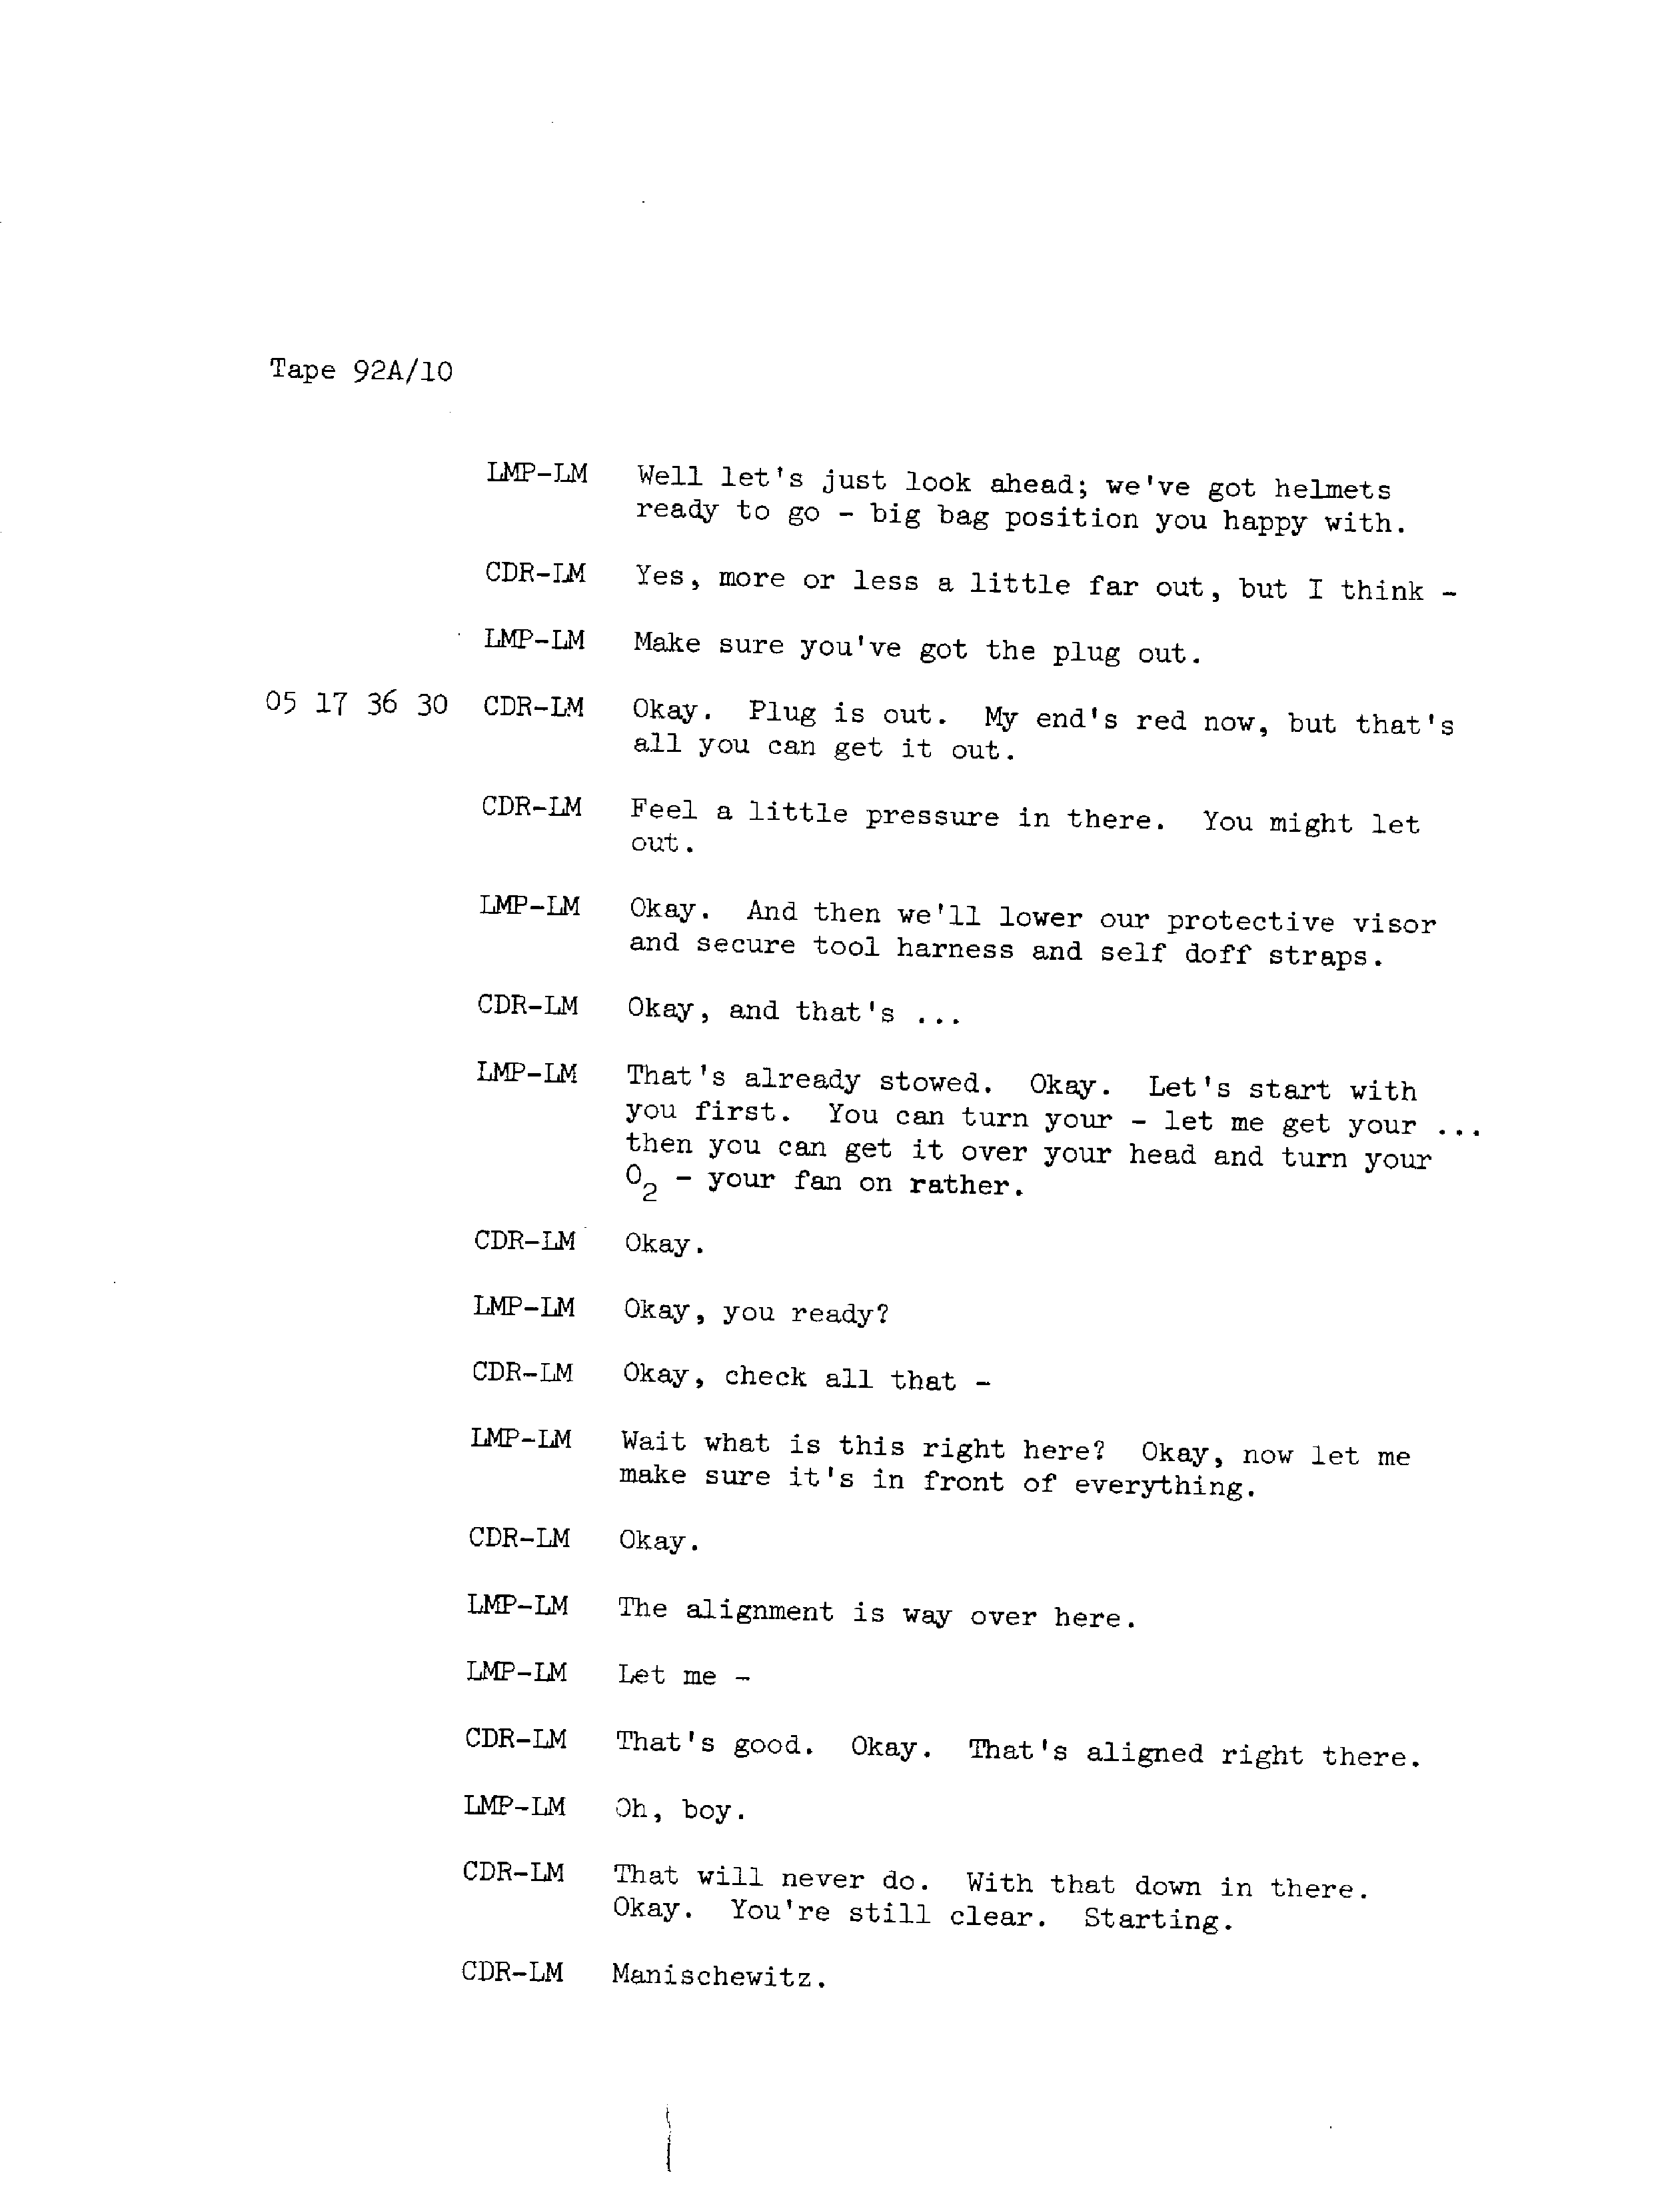 Tape 92A/10
LMP-LM Well let's just look ahead; we've got helmets
ready to go - big bag position you happy with.
CDR-LM Yes, more or less a little far out, but I think -
LMP-LM Make sure you've got the plug out.
05 17 36 30 CDR-LM Okay. Plug is out. My end's red now, but that's
all you can get it out.
CDR-LM Feel a little pressure in there. You might let
out.
LMP-LM Okay. And then we'll lower our protective visor
and secure tool harness and self doff straps.
CDR-LM Okay, and that's ...
LMP-LM That's already stowed. Okay. Let's start with
you first. You can turn your - let me get your ...
then you can get it over your head and turn your
O2 - your fan on rather.
CDR-LM Okay.
LMP-LM Okay, you ready?
CDR-LM Okay, check all that -
LMP-LM Wait what is this right here? Okay, now let me
make sure it's in front of everything.
CDR-LM Okay.
LMP-LM The alignment is way over here.
LMP-LM Let me -
CDR-LM That's good. Okay. That's aligned right there.
LMP-LM Oh, boy.
CDR-LM That will never do. With that down in there.
Okay. You're still clear. Starting.
CDR-LM Manischewitz.